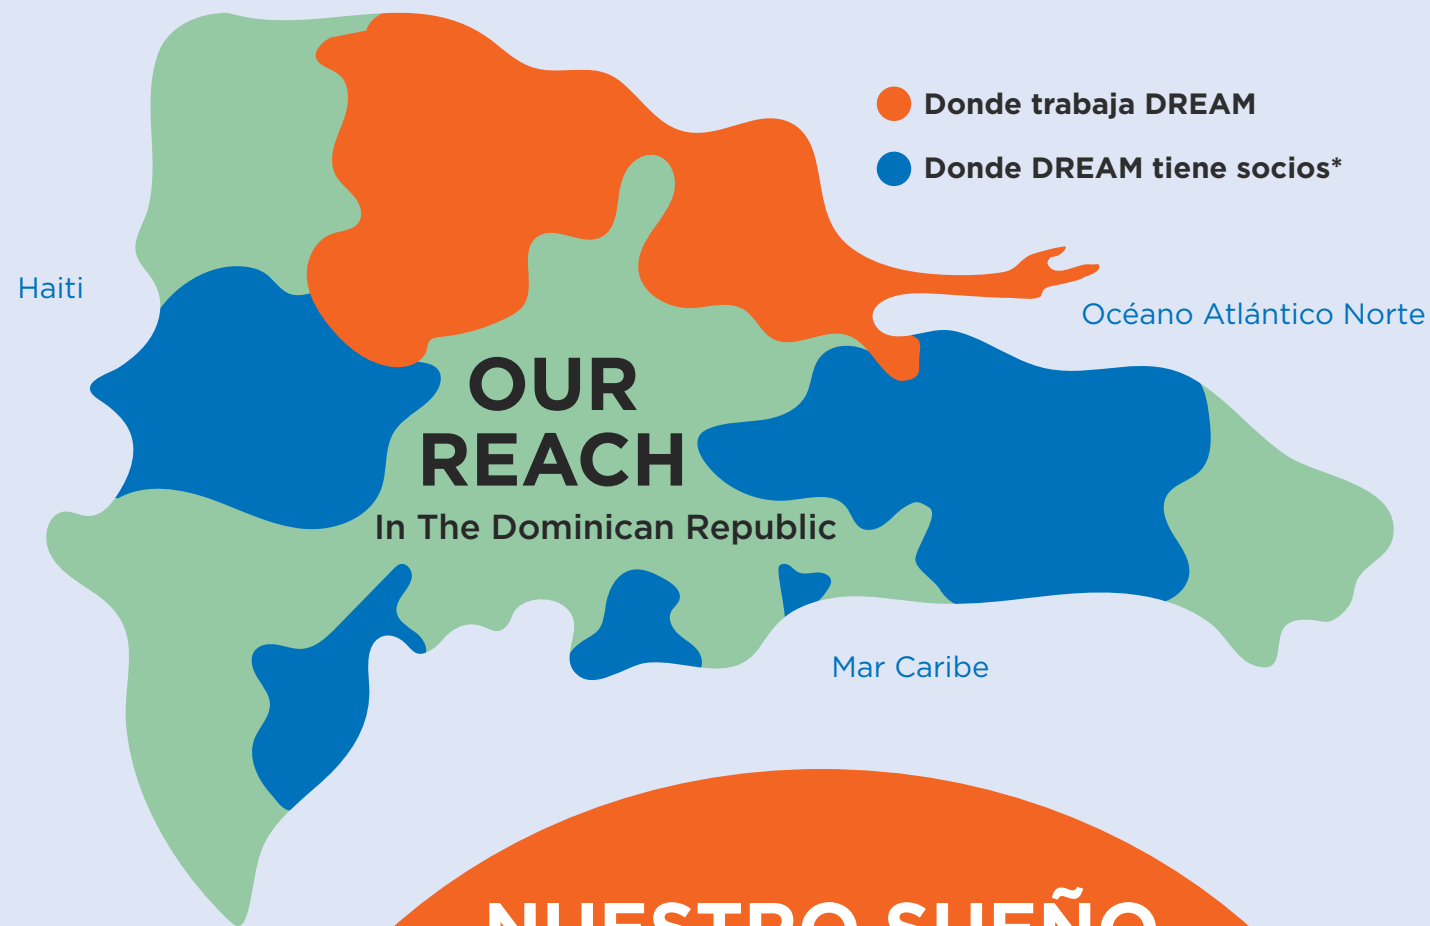 Donde trabaja DREAM
Donde DREAM tiene socios*
Haiti
Océano Atlántico Norte
OUR
REACH
In The Dominican Republic
Mar Caribe
NUESTRO SUEÑO